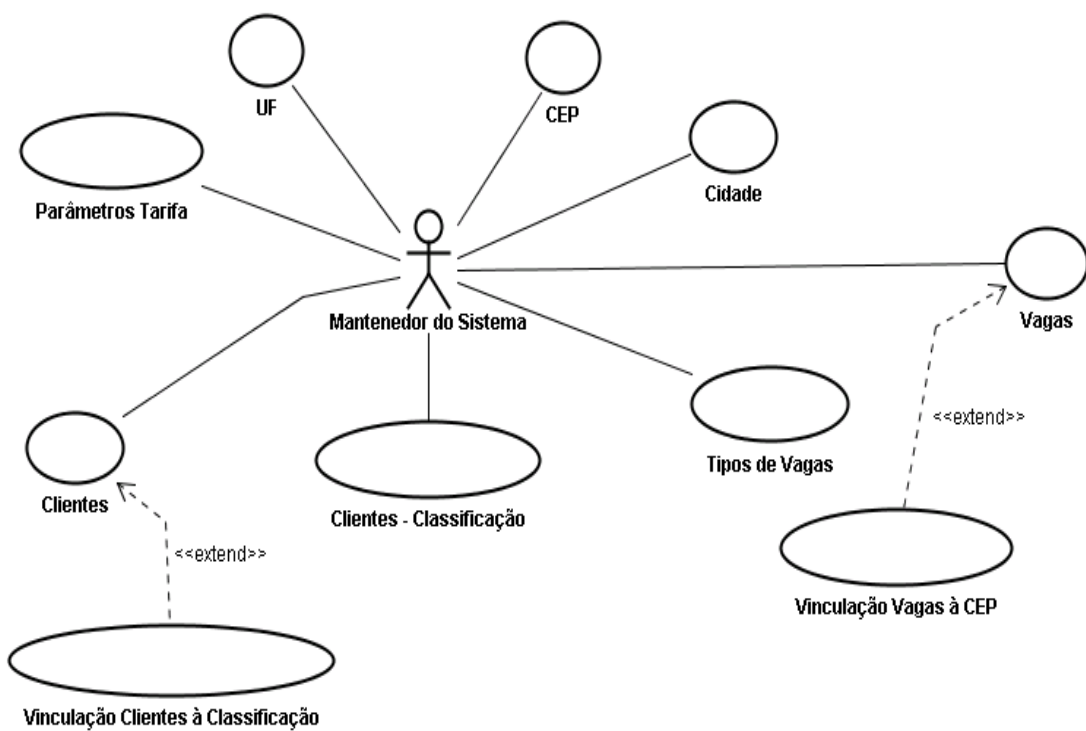 UF
CEP
Cidade
Parâmetros Tarifa
Vagas
Mantenedor do Sistema
<<extend>>
Tipos de Vagas
Clientes
Clientes - Classificação
<<extend>>
Vinculação Vagas à CEP
Vinculação Clientes à Classificação